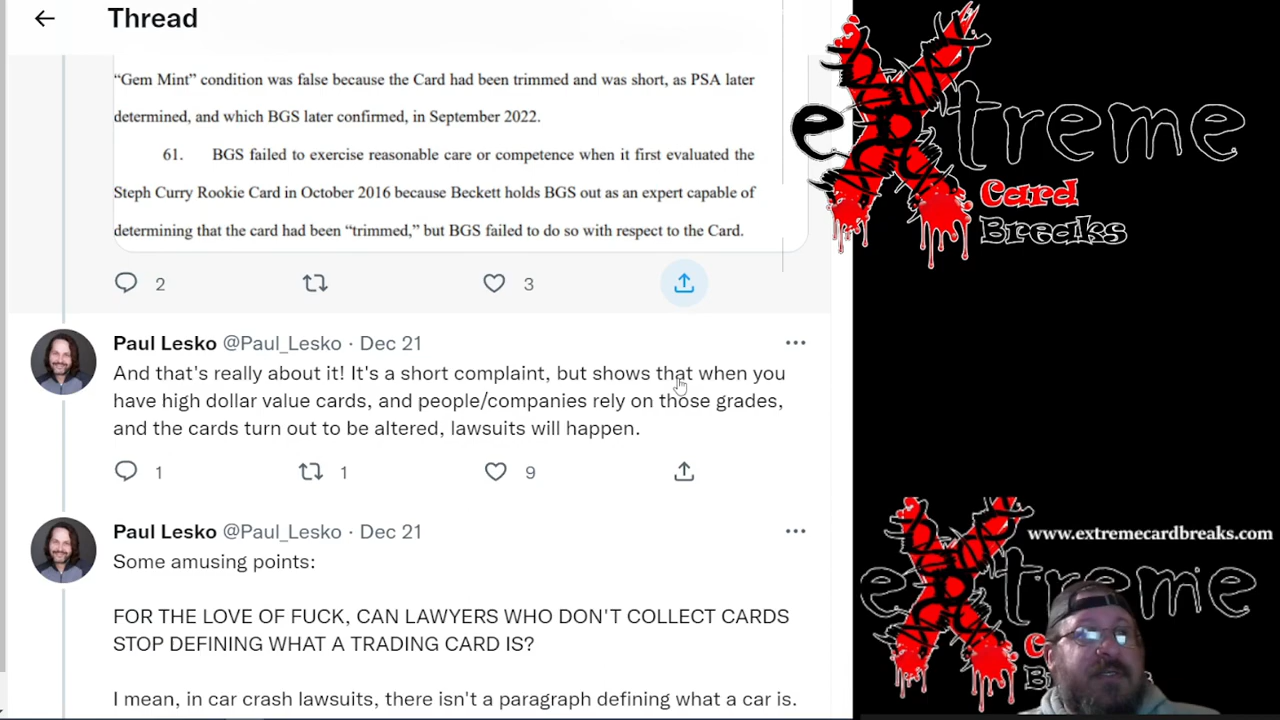 Thread
“Gem Mint” condition was false because the Card had been trimmed and was short, as PSA later
determined, and which BGS later confirmed, in September 2022.
61. BGS failed to exercise reasonable care or competence when it first evaluated the
Steph Curry Rookie Card in October 2016 because Beckett holds BGS out as an expert capable of
determining that the card had been “trimmed,” but BGS failed to do so with respect to the Card.
2 3
Paul Lesko @Paul_Lesko · Dec 21
And that's really about it! It's a short complaint, but shows that when you
have high dollar value cards, and people/companies rely on those grades,
and the cards turn out to be altered, lawsuits will happen.
1 1 9
Paul Lesko @Paul_Lesko · Dec 21
Some amusing points:
FOR THE LOVE OF FUCK, CAN LAWYERS WHO DON'T COLLECT CARDS
STOP DEFINING WHAT A TRADING CARD IS?
I mean, in car crash lawsuits, there isn't a paragraph defining what a car is.
eXtreme
Card
Breaks
www.extremecardbreaks.com
eXtreme